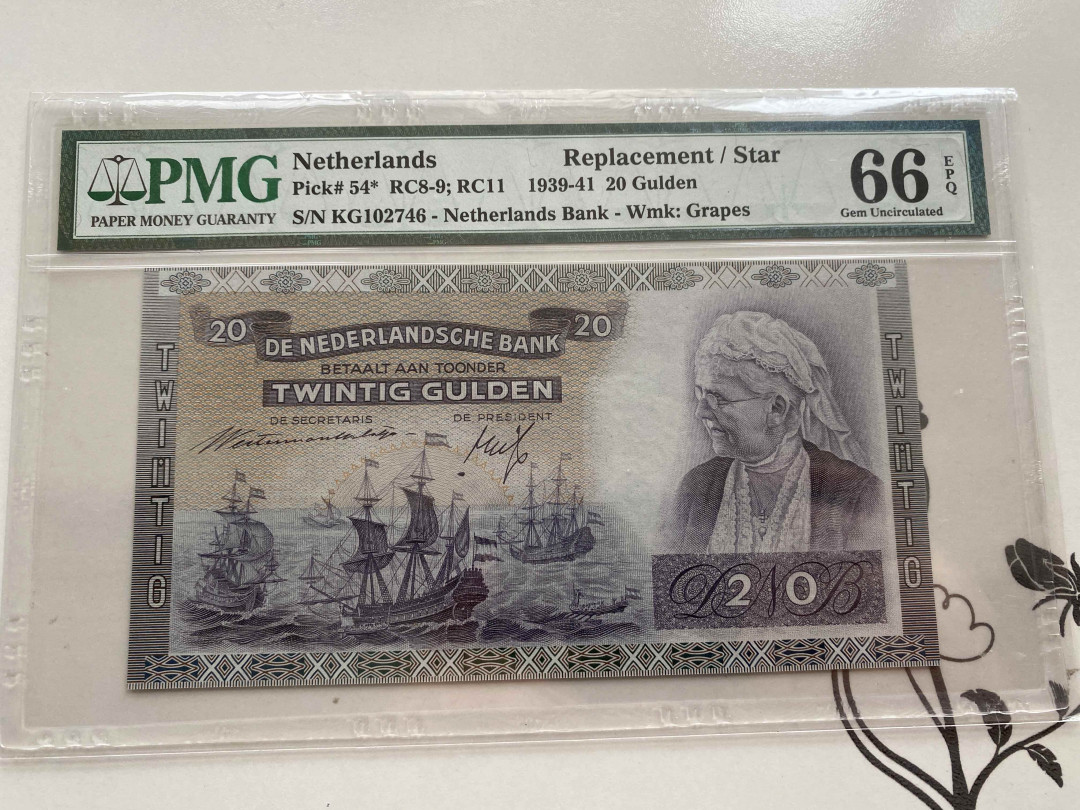 PMG
PAPER MONEY GUARANTY
Netherlands Replacement / Star
Pick# 54* RC8-9; RC11 1939-41 20 Gulden
S/N KG102746 - Netherlands Bank - Wmk: Grapes
66 EPQ
Gem Uncirculated
20 DE NEDERLANDSCHE BANK 20
BETAALT AAN TOONDER
TWINTIG GULDEN
DE SECRETARIS DE PRESIDENT
TWINTIG
TWINTIG
DNB
20